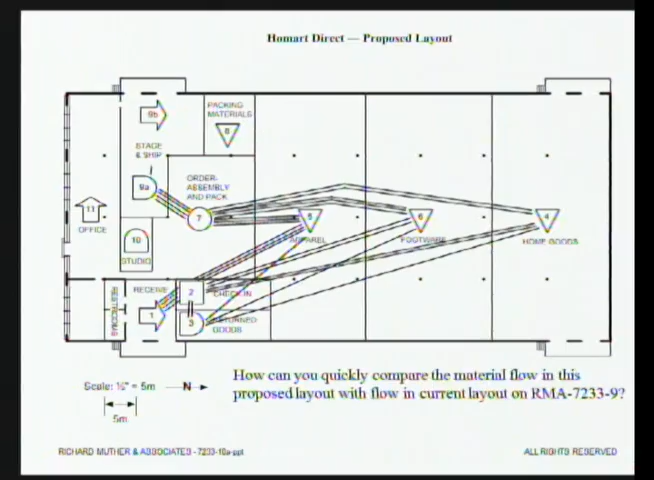 Homart Direct — Proposed Layout
9b
PACKING
MATERIALS
8
STAGE
& SHIP
9a
ORDER-
ASSEMBLY
AND PACK
7
11
OFFICE
10
STUDIO
5
APPAREL
6
FOOTWARE
4
HOME GOODS
RECEIVE
2
CHECK IN
RESTROOMS
1
3
RETURNED
GOODS
Scale: ½" = 5m
N
5m
How can you quickly compare the material flow in this
proposed layout with flow in current layout on RMA-7233-9?
RICHARD MUTHER & ASSOCIATES - 7233-10a-ppt
ALL RIGHTS RESERVED